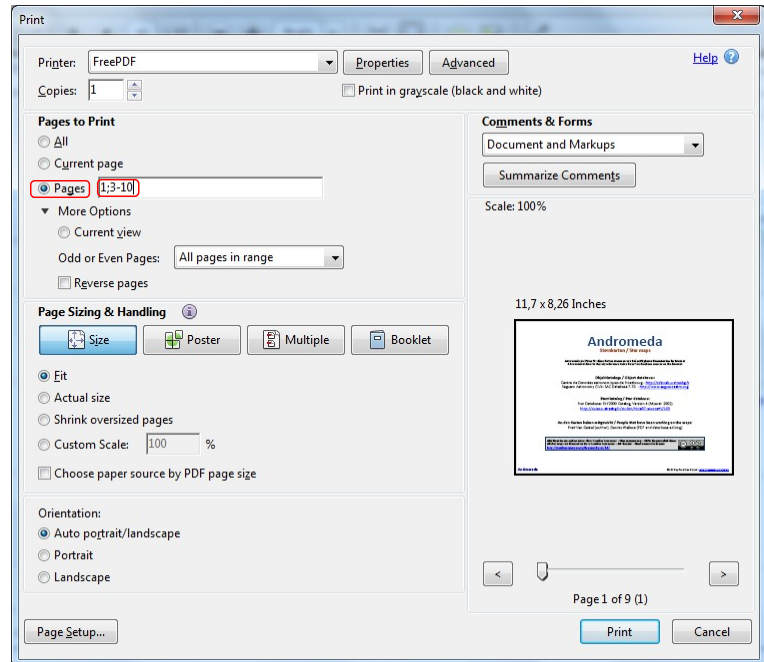 Print
Printer: FreePDF Properties Advanced Help
Copies: 1 Print in grayscale (black and white)
Pages to Print
All
Current page
Pages 1;3-10
More Options
Current view
Odd or Even Pages: All pages in range
Reverse pages
Page Sizing & Handling
Size Poster Multiple Booklet
Fit
Actual size
Shrink oversized pages
Custom Scale: 100 %
Choose paper source by PDF page size
Orientation:
Auto portrait/landscape
Portrait
Landscape
Comments & Forms
Document and Markups
Summarize Comments
Scale: 100%
11,7 x 8,26 Inches
Andromeda
Sternkarten / Star maps
Andromeda
< >
Page 1 of 9 (1)
Page Setup... Print Cancel